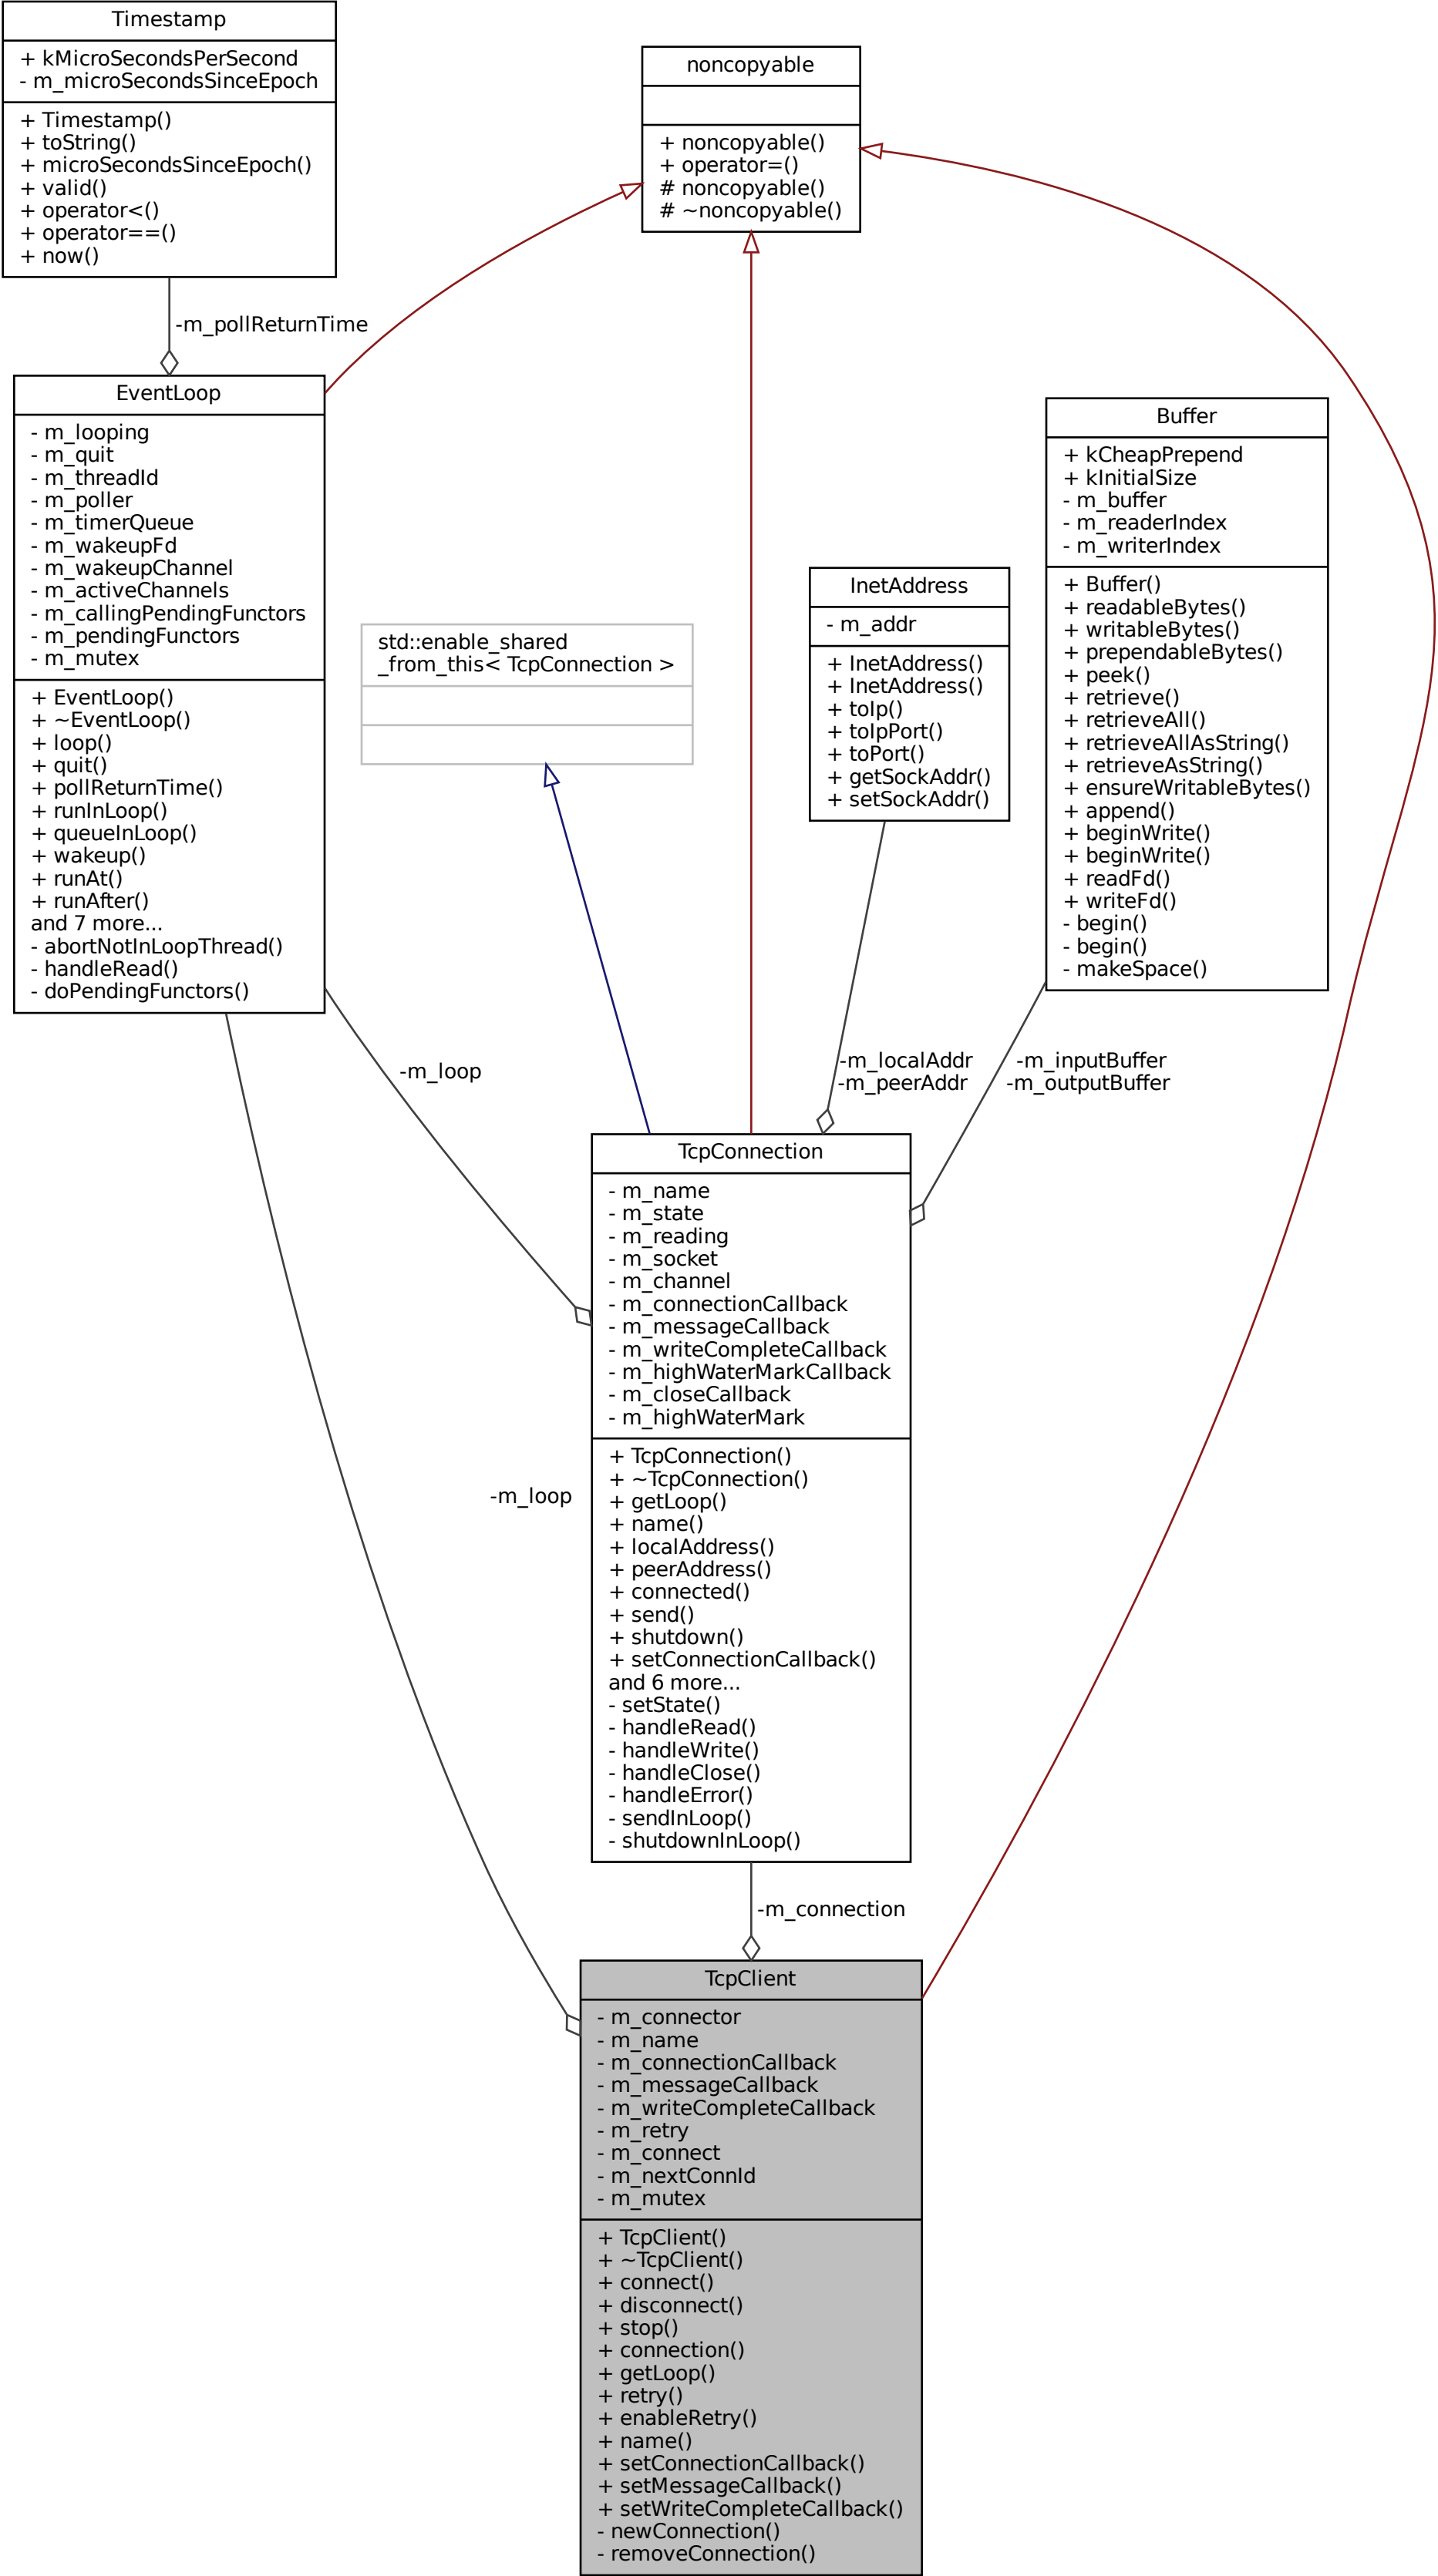 Timestamp
+ kMicroSecondsPerSecond
- m_microSecondsSinceEpoch
+ Timestamp()
+ toString()
+ microSecondsSinceEpoch()
+ valid()
+ operator<()
+ operator==()
+ now()
noncopyable
+ noncopyable()
+ operator=()
# noncopyable()
# ~noncopyable()
-m_pollReturnTime
EventLoop
- m_looping
- m_quit
- m_threadId
- m_poller
- m_timerQueue
- m_wakeupFd
- m_wakeupChannel
- m_activeChannels
- m_callingPendingFunctors
- m_pendingFunctors
- m_mutex
+ EventLoop()
+ ~EventLoop()
+ loop()
+ quit()
+ pollReturnTime()
+ runInLoop()
+ queueInLoop()
+ wakeup()
+ runAt()
+ runAfter()
and 7 more...
- abortNotInLoopThread()
- handleRead()
- doPendingFunctors()
std::enable_shared
_from_this< TcpConnection >
InetAddress
- m_addr
+ InetAddress()
+ InetAddress()
+ toIp()
+ toIpPort()
+ toPort()
+ getSockAddr()
+ setSockAddr()
Buffer
+ kCheapPrepend
+ kInitialSize
- m_buffer
- m_readerIndex
- m_writerIndex
+ Buffer()
+ readableBytes()
+ writableBytes()
+ prependableBytes()
+ peek()
+ retrieve()
+ retrieveAll()
+ retrieveAllAsString()
+ retrieveAsString()
+ ensureWritableBytes()
+ append()
+ beginWrite()
+ beginWrite()
+ readFd()
+ writeFd()
- begin()
- begin()
- makeSpace()
-m_loop
-m_localAddr
-m_peerAddr
-m_inputBuffer
-m_outputBuffer
TcpConnection
- m_name
- m_state
- m_reading
- m_socket
- m_channel
- m_connectionCallback
- m_messageCallback
- m_writeCompleteCallback
- m_highWaterMarkCallback
- m_closeCallback
- m_highWaterMark
+ TcpConnection()
+ ~TcpConnection()
+ getLoop()
+ name()
+ localAddress()
+ peerAddress()
+ connected()
+ send()
+ shutdown()
+ setConnectionCallback()
and 6 more...
- setState()
- handleRead()
- handleWrite()
- handleClose()
- handleError()
- sendInLoop()
- shutdownInLoop()
-m_loop
-m_connection
TcpClient
- m_connector
- m_name
- m_connectionCallback
- m_messageCallback
- m_writeCompleteCallback
- m_retry
- m_connect
- m_nextConnId
- m_mutex
+ TcpClient()
+ ~TcpClient()
+ connect()
+ disconnect()
+ stop()
+ connection()
+ getLoop()
+ retry()
+ enableRetry()
+ name()
+ setConnectionCallback()
+ setMessageCallback()
+ setWriteCompleteCallback()
- newConnection()
- removeConnection()